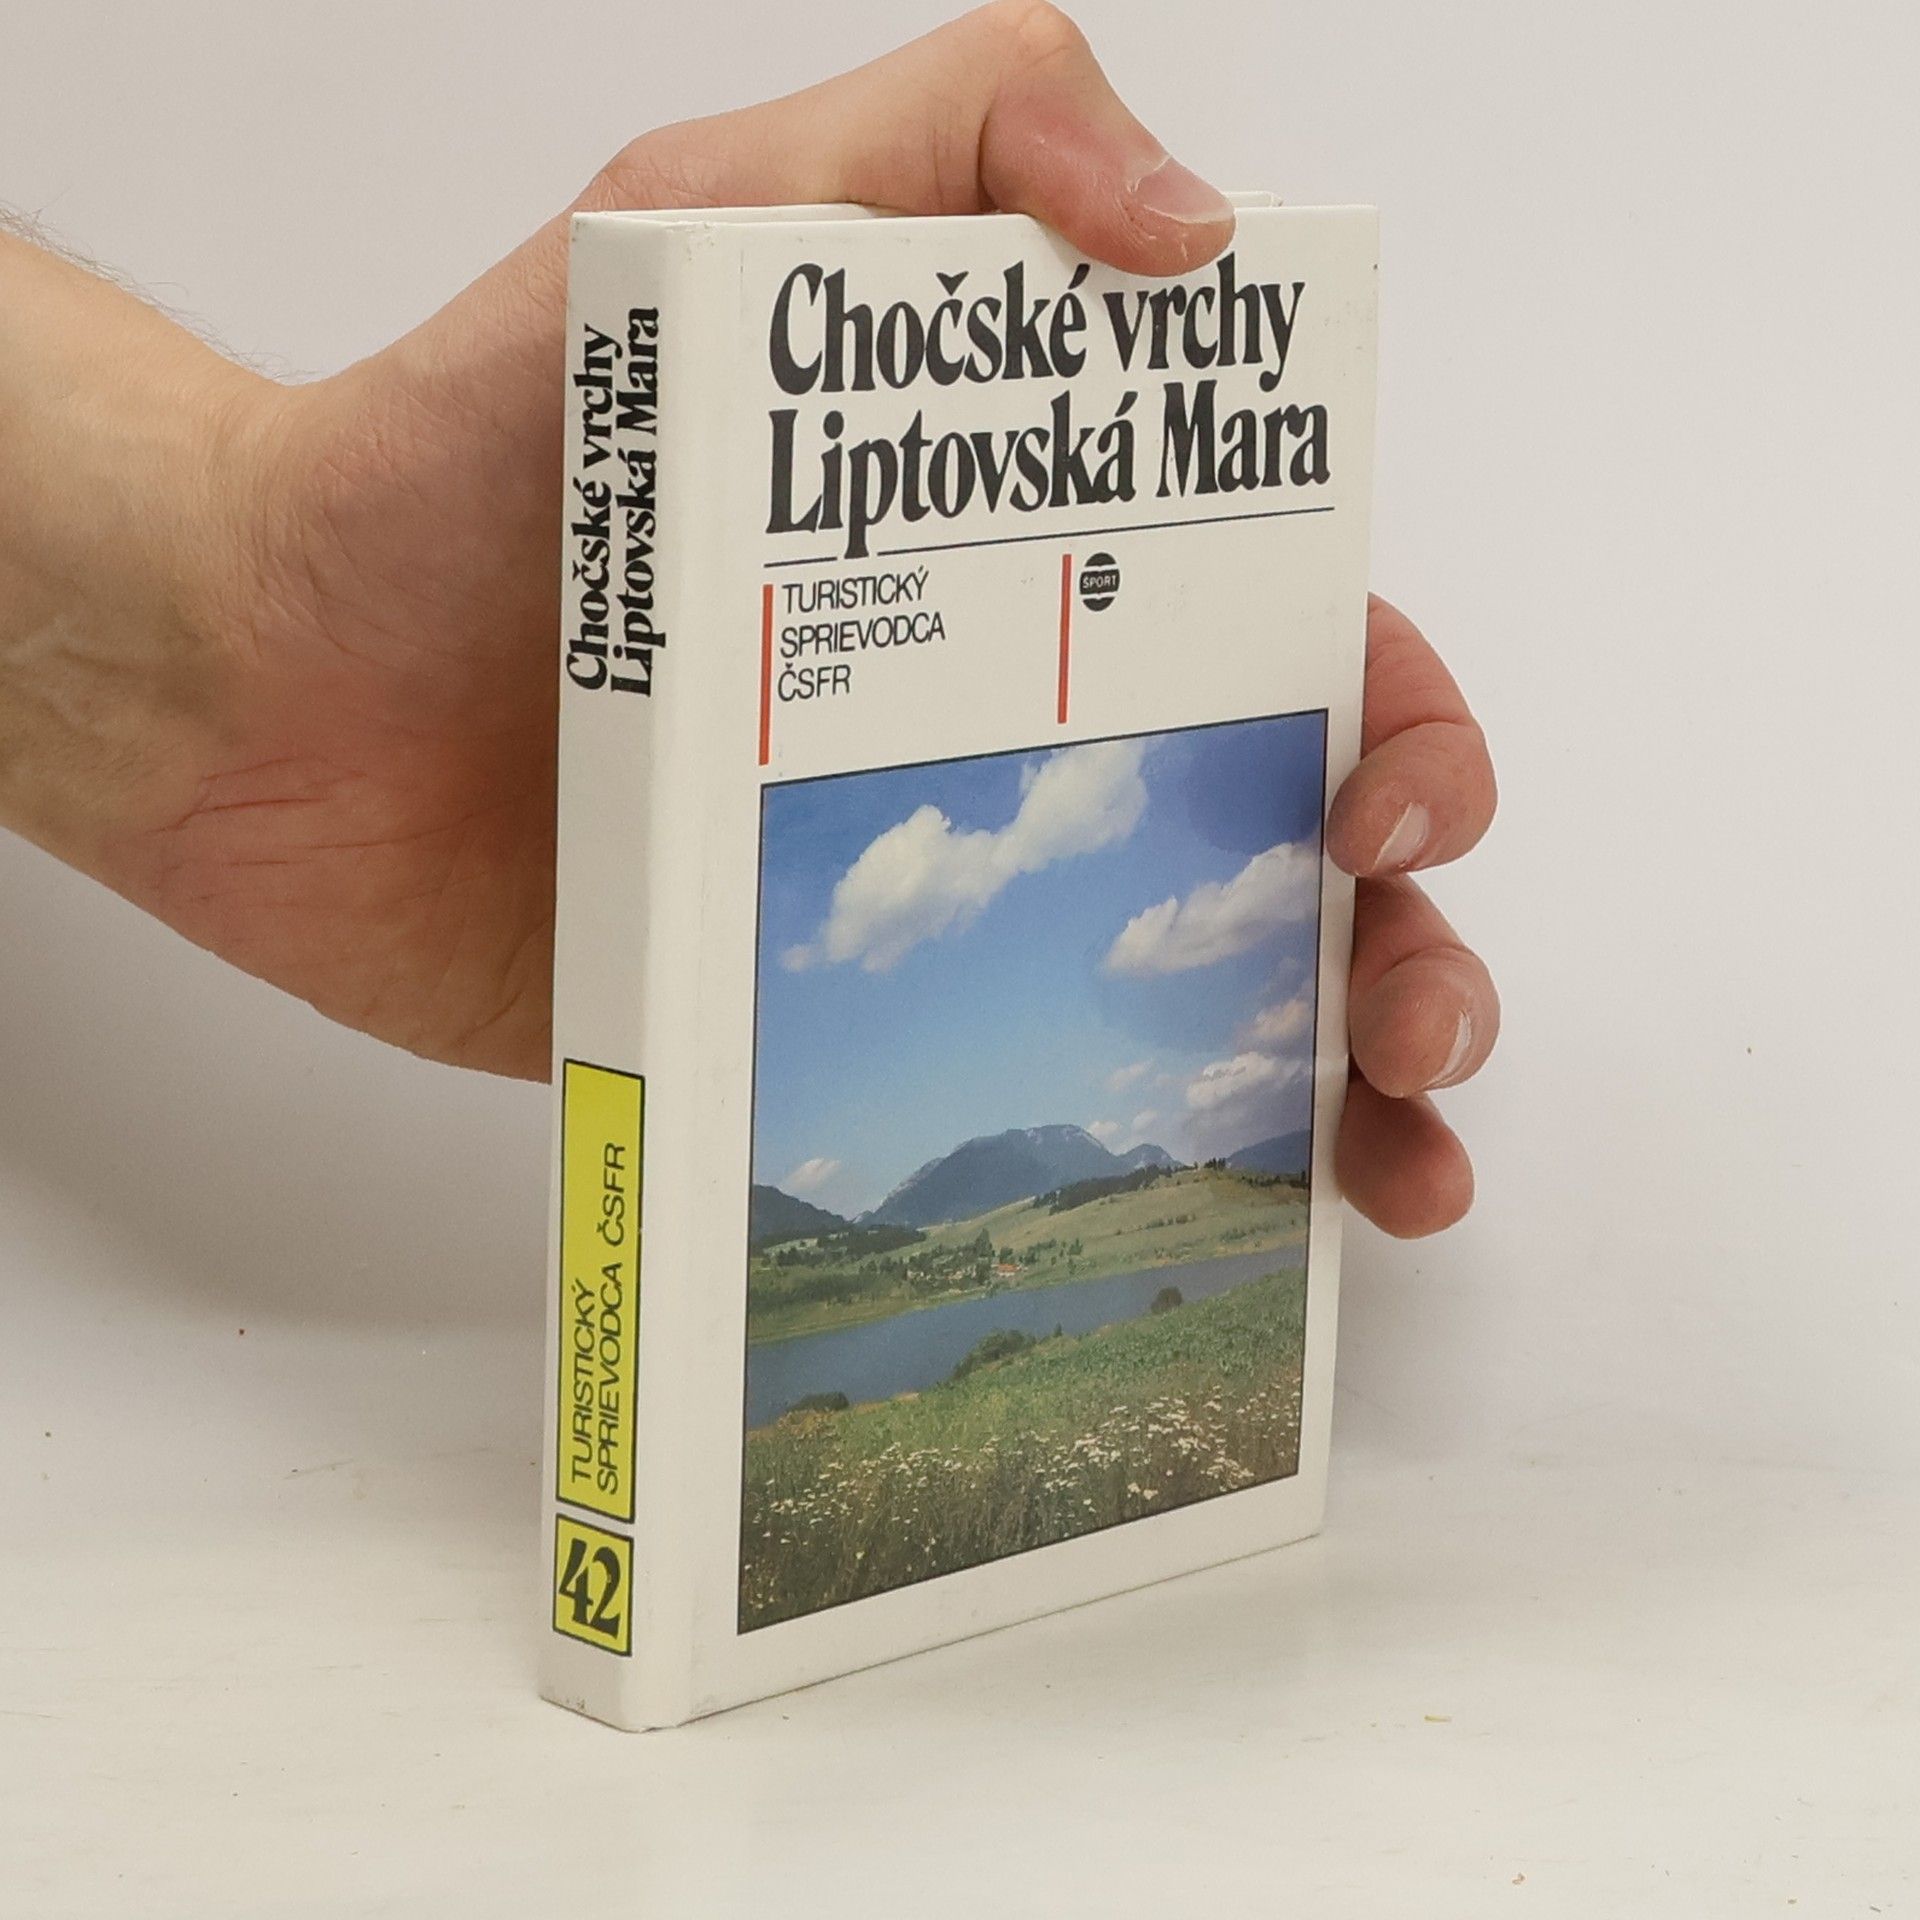 Chočské vrchy
Liptovská Mara
TURISTICKÝ
SPRIEVODCA
ČSFR
ŠPORT
Chočské vrchy
Liptovská Mara
TURISTICKÝ
SPRIEVODCA ČSFR
42